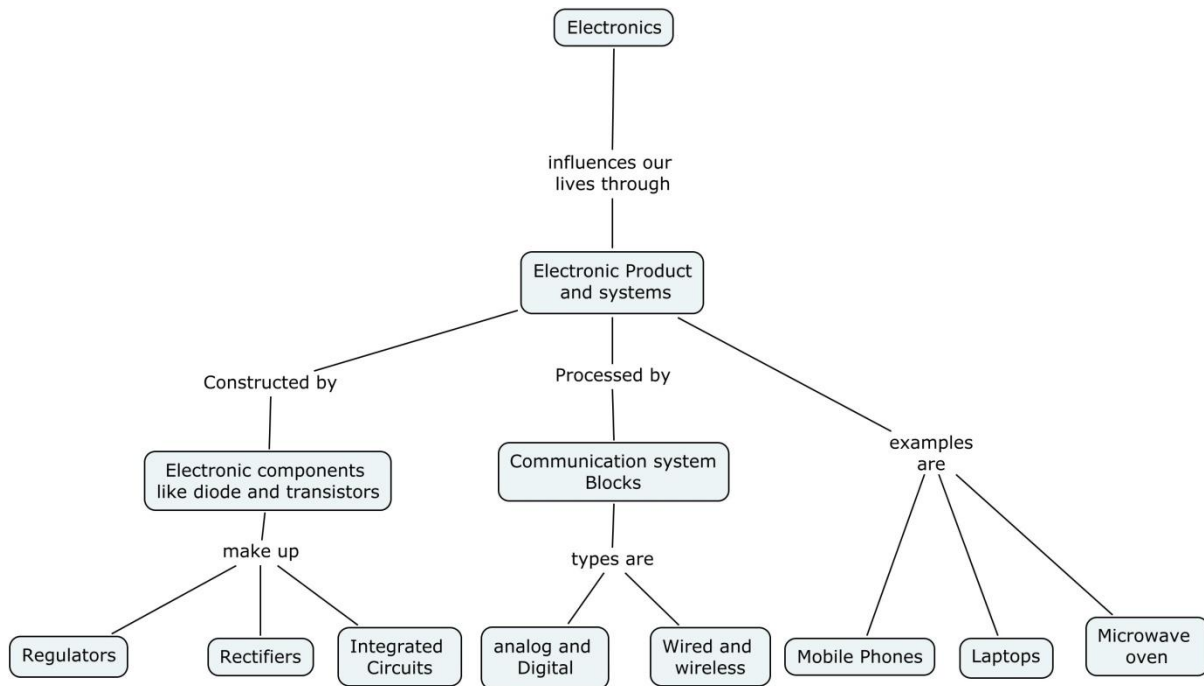 Electronics
influences our
lives through
Electronic Product
and systems
Constructed by
Processed by
examples
are
Electronic components
like diode and transistors
Communication system
Blocks
make up
types are
Regulators
Rectifiers
Integrated
Circuits
analog and
Digital
Wired and
wireless
Mobile Phones
Laptops
Microwave
oven